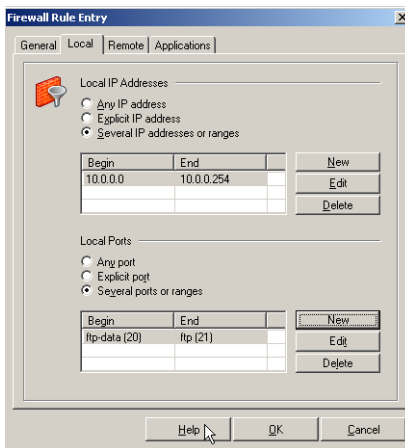 Firewall Rule Entry
General Local Remote Applications
Local IP Addresses
Any IP address
Explicit IP address
Several IP addresses or ranges
Begin End
10.0.0.0 10.0.0.254
New
Edit
Delete
Local Ports
Any port
Explicit port
Several ports or ranges
Begin End
ftp-data (20) ftp (21)
New
Edit
Delete
Help OK Cancel